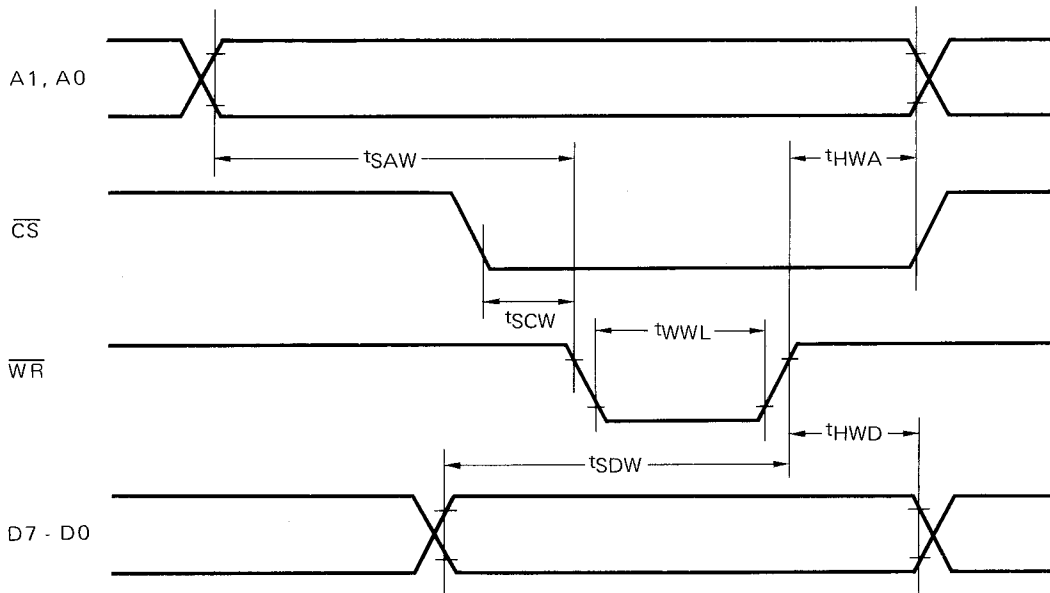 A1, A0
tSAW
tHWA
CS
tSCW
tWWL
WR
tHWD
tSDW
D7 - D0